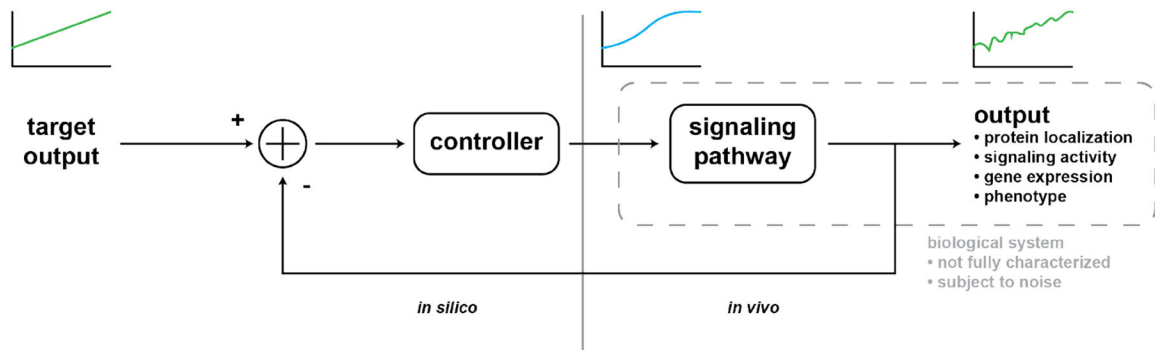 target
output
+
-
controller
signaling
pathway
output
• protein localization
• signaling activity
• gene expression
• phenotype
biological system
• not fully characterized
• subject to noise
in silico
in vivo